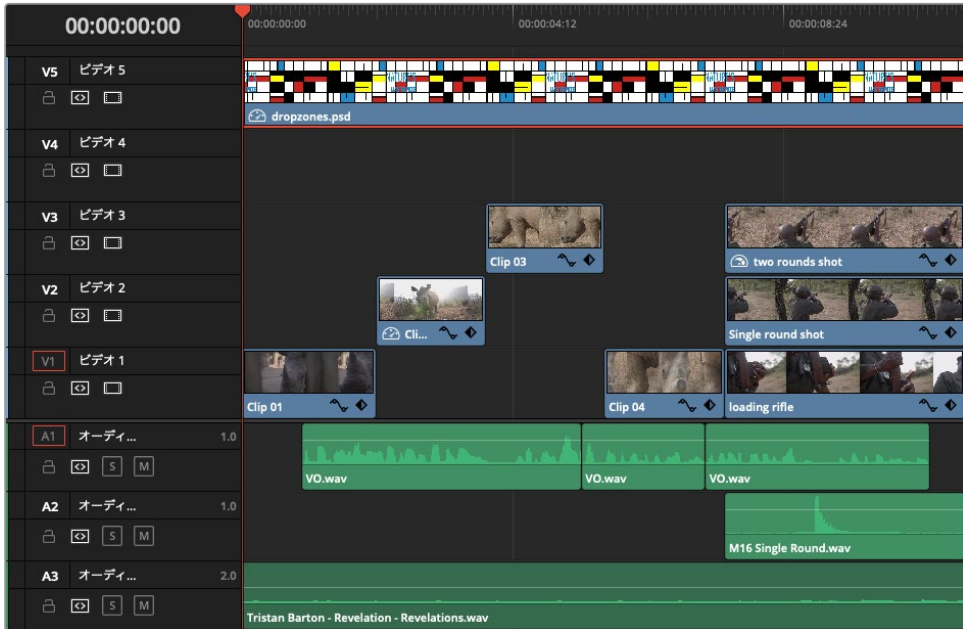 00:00:00:00
00:00:00:00
00:00:04:12
00:00:08:24
V5 ビデオ 5
dropzones.psd
V4 ビデオ 4
V3 ビデオ 3
Clip 03
two rounds shot
V2 ビデオ 2
Cli...
Single round shot
V1 ビデオ 1
Clip 01
Clip 04
loading rifle
A1 オーディ... 1.0
S M
VO.wav
VO.wav
VO.wav
A2 オーディ... 1.0
S M
M16 Single Round.wav
A3 オーディ... 2.0
S M
Tristan Barton - Revelation - Revelations.wav